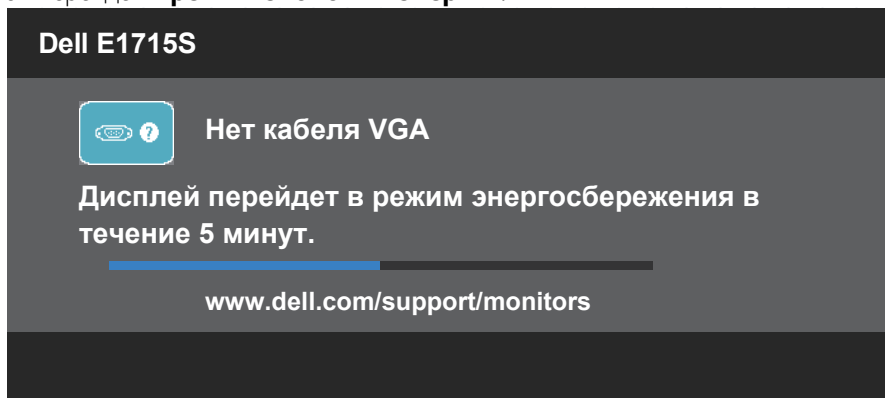 Dell E1715S
Нет кабеля VGA
Дисплей перейдет в режим энергосбережения в
течение 5 минут.
www.dell.com/support/monitors